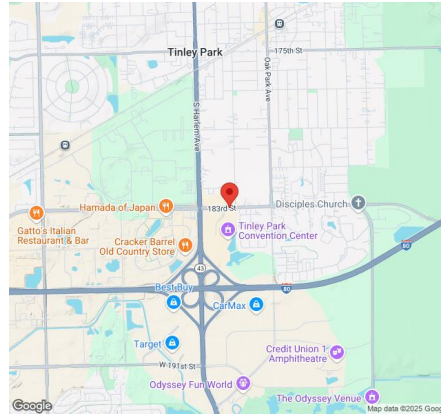 Tinley Park
175th St
Oak Park Ave
S Harlem Ave
Hamada of Japan
183rd St
Disciples Church
Gatto's Italian
Restaurant & Bar
Tinley Park
Convention Center
Cracker Barrel
Old Country Store
43
80
80
Best Buy
CarMax
Target
Credit Union 1
Amphitheatre
W 191st St
Odyssey Fun World
The Odyssey Venue
Google
Map data ©2025 Goog